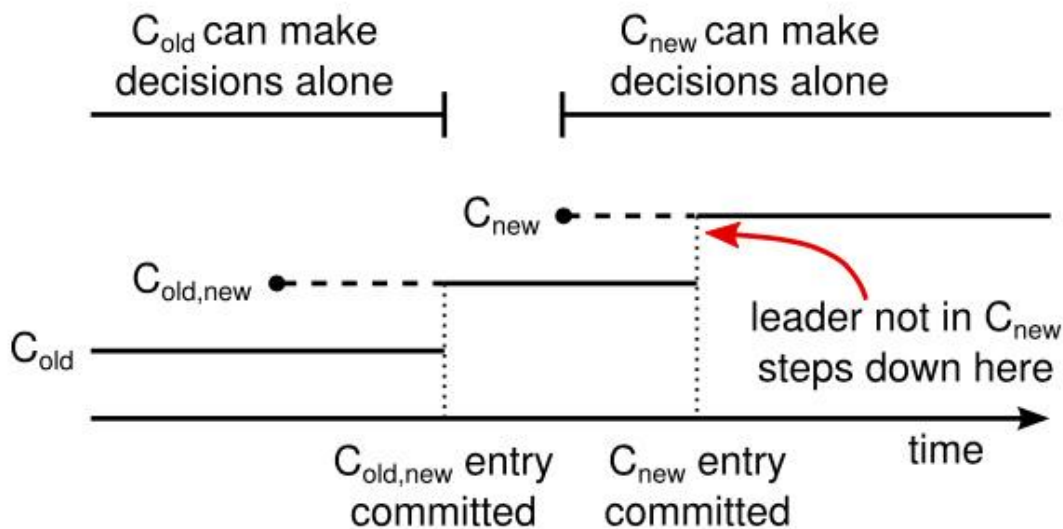 C_old can make
decisions alone
C_new can make
decisions alone
C_new
C_old,new
leader not in C_new
steps down here
C_old
time
C_old,new entry
committed
C_new entry
committed